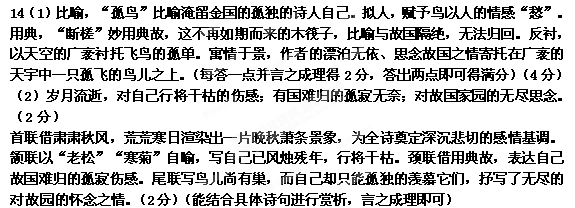 14（1）比喻，“孤鸟”比喻淹留金国的孤独的诗人自己。拟人，赋予鸟以人的情感“愁”。
用典，“断槎”妙用典故，这不再如期而来的木筏子，比喻与故国隔绝，无法归回。反衬，
以天空的广袤衬托飞鸟的孤单。寓情于景，作者的漂泊无依、思念故国之情寄托在广袤的
天宇中一只孤飞的鸟儿之上。（每答一点并言之成理得2分，答出两点即可得满分）（4分）
（2）岁月流逝，对自己行将干枯的伤感；有国难归的孤寂无奈；对故国家园的无尽思念。
（2分）
首联借肃肃秋风，荒荒寒日渲染出一片晚秋萧条景象，为全诗奠定深沉悲切的感情基调。
颔联以“老松”“寒菊”自喻，写自己已风烛残年，行将干枯。颈联借用典故，表达自己
故国难归的孤寂伤感。尾联写鸟儿尚有巢，而自己却只能孤独的羡慕它们，抒写了无尽的
对故园的怀念之情。（2分）（能结合具体诗句进行赏析，言之成理即可）